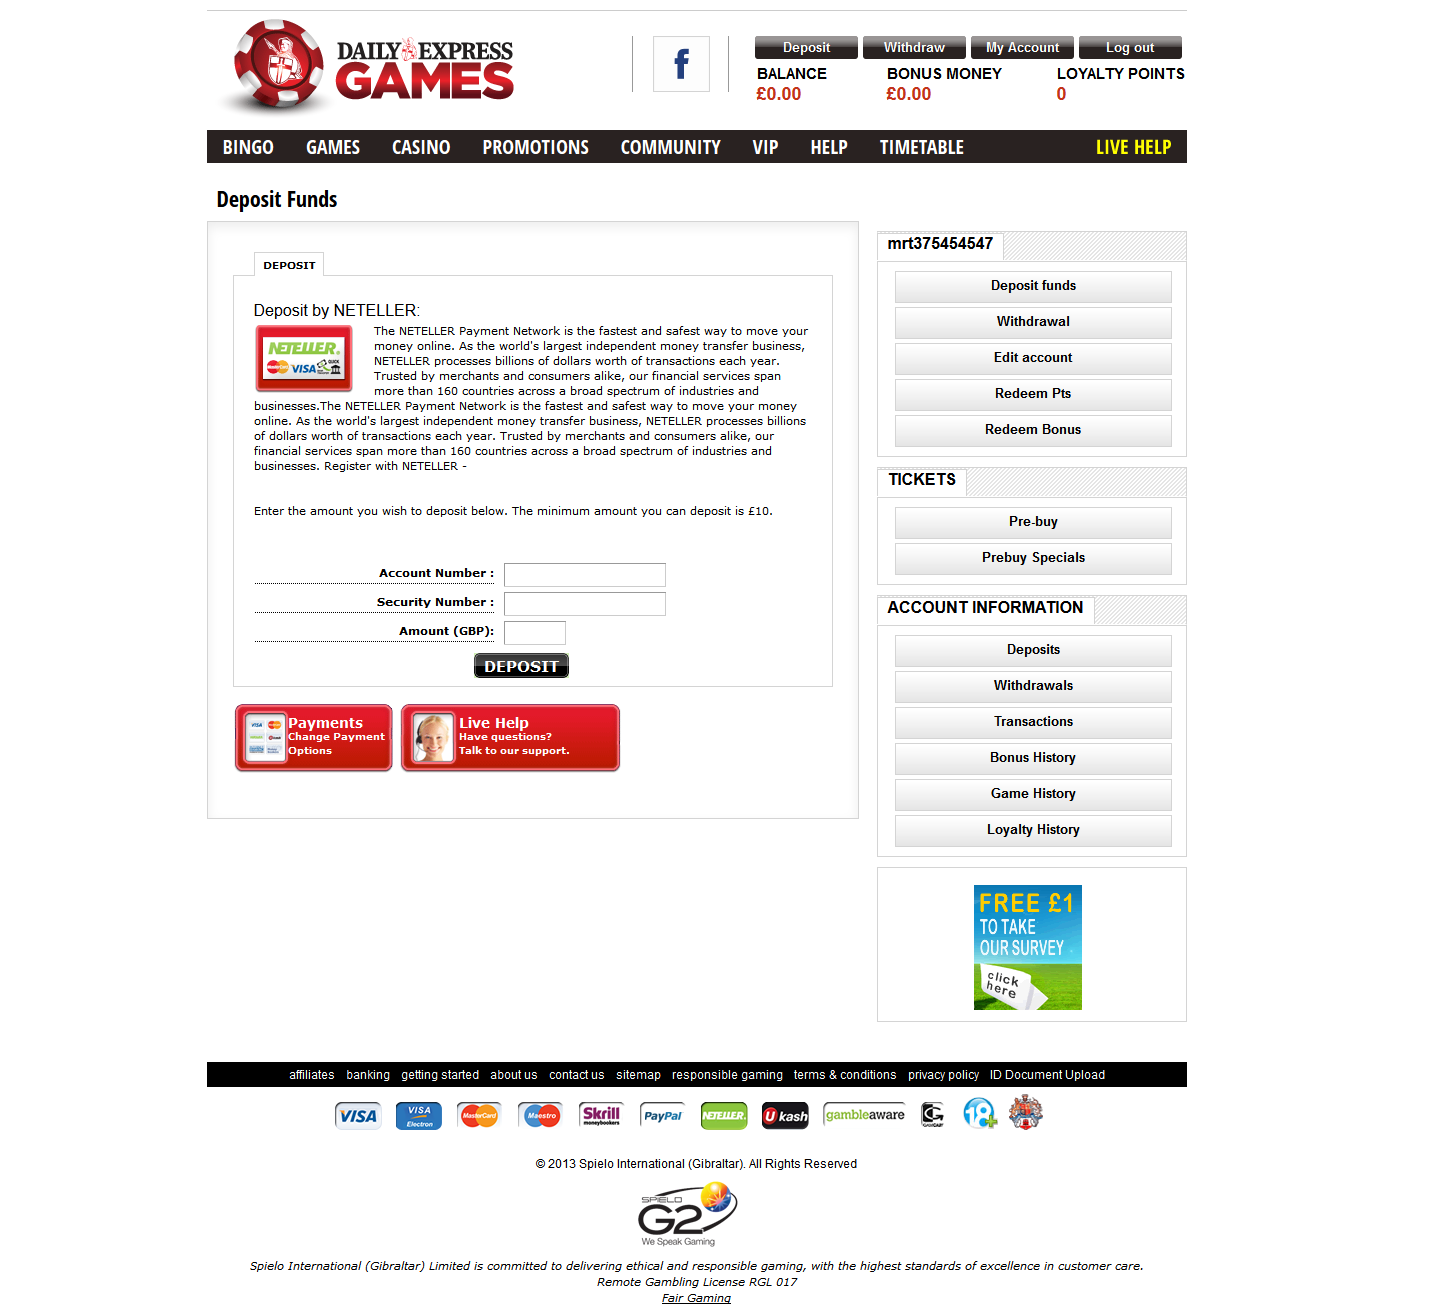 DAILY EXPRESS
GAMES
f
Deposit Withdraw My Account Log out
BALANCE BONUS MONEY LOYALTY POINTS
£0.00 £0.00 0
BINGO GAMES CASINO PROMOTIONS COMMUNITY VIP HELP TIMETABLE LIVE HELP
Deposit Funds
DEPOSIT
Deposit by NETELLER:
NETELLER
MasterCard VISA
The NETELLER Payment Network is the fastest and safest way to move your
money online. As the world's largest independent money transfer business,
NETELLER processes billions of dollars worth of transactions each year.
Trusted by merchants and consumers alike, our financial services span
more than 160 countries across a broad spectrum of industries and
businesses.The NETELLER Payment Network is the fastest and safest way to move your money
online. As the world's largest independent money transfer business, NETELLER processes billions
of dollars worth of transactions each year. Trusted by merchants and consumers alike, our
financial services span more than 160 countries across a broad spectrum of industries and
businesses. Register with NETELLER -
Enter the amount you wish to deposit below. The minimum amount you can deposit is £10.
Account Number :
Security Number :
Amount (GBP):
DEPOSIT
Payments
Change Payment
Options
Live Help
Have questions?
Talk to our support.
mrt375454547
Deposit funds
Withdrawal
Edit account
Redeem Pts
Redeem Bonus
TICKETS
Pre-buy
Prebuy Specials
ACCOUNT INFORMATION
Deposits
Withdrawals
Transactions
Bonus History
Game History
Loyalty History
FREE £1
TO TAKE
OUR SURVEY
click
here
affiliates banking getting started about us contact us sitemap responsible gaming terms & conditions privacy policy ID Document Upload
VISA VISA Electron MasterCard Maestro Skrill moneybookers PayPal NETELLER Ukash gambleaware GAMCARE 18+
© 2013 Spielo International (Gibraltar). All Rights Reserved
SPIELO
G2
We Speak Gaming
Spielo International (Gibraltar) Limited is committed to delivering ethical and responsible gaming, with the highest standards of excellence in customer care.
Remote Gambling License RGL 017
Fair Gaming